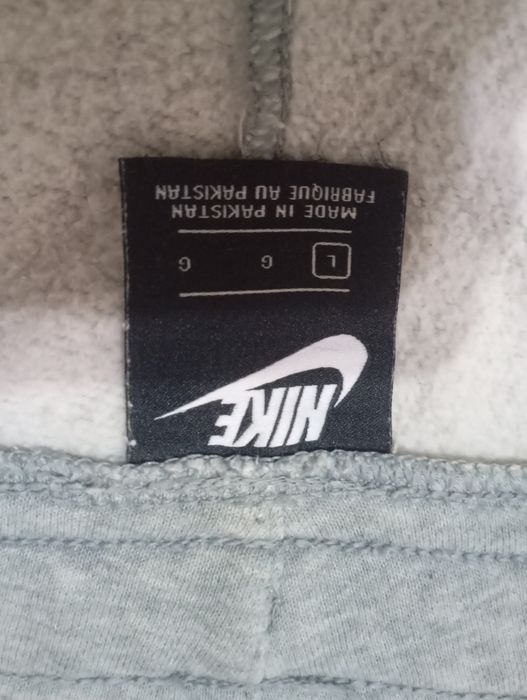 NIKE
L G G
MADE IN PAKISTAN
FABRIQUE AU PAKISTAN